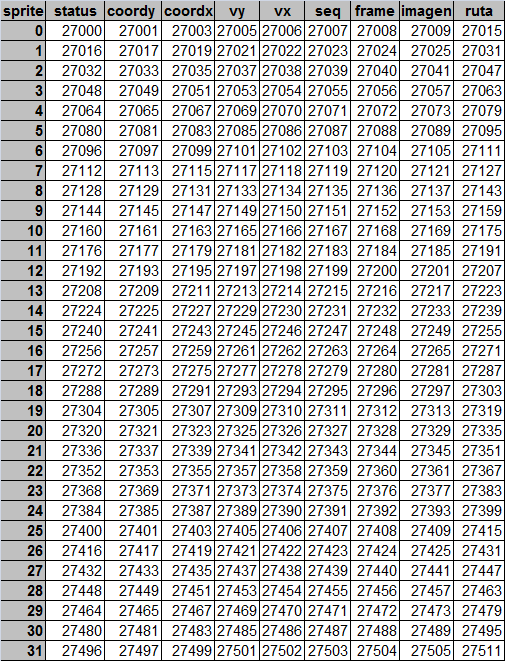 sprite status coordy coordx vy vx seq frame imagen ruta
0 27000 27001 27003 27005 27006 27007 27008 27009 27015
1 27016 27017 27019 27021 27022 27023 27024 27025 27031
2 27032 27033 27035 27037 27038 27039 27040 27041 27047
3 27048 27049 27051 27053 27054 27055 27056 27057 27063
4 27064 27065 27067 27069 27070 27071 27072 27073 27079
5 27080 27081 27083 27085 27086 27087 27088 27089 27095
6 27096 27097 27099 27101 27102 27103 27104 27105 27111
7 27112 27113 27115 27117 27118 27119 27120 27121 27127
8 27128 27129 27131 27133 27134 27135 27136 27137 27143
9 27144 27145 27147 27149 27150 27151 27152 27153 27159
10 27160 27161 27163 27165 27166 27167 27168 27169 27175
11 27176 27177 27179 27181 27182 27183 27184 27185 27191
12 27192 27193 27195 27197 27198 27199 27200 27201 27207
13 27208 27209 27211 27213 27214 27215 27216 27217 27223
14 27224 27225 27227 27229 27230 27231 27232 27233 27239
15 27240 27241 27243 27245 27246 27247 27248 27249 27255
16 27256 27257 27259 27261 27262 27263 27264 27265 27271
17 27272 27273 27275 27277 27278 27279 27280 27281 27287
18 27288 27289 27291 27293 27294 27295 27296 27297 27303
19 27304 27305 27307 27309 27310 27311 27312 27313 27319
20 27320 27321 27323 27325 27326 27327 27328 27329 27335
21 27336 27337 27339 27341 27342 27343 27344 27345 27351
22 27352 27353 27355 27357 27358 27359 27360 27361 27367
23 27368 27369 27371 27373 27374 27375 27376 27377 27383
24 27384 27385 27387 27389 27390 27391 27392 27393 27399
25 27400 27401 27403 27405 27406 27407 27408 27409 27415
26 27416 27417 27419 27421 27422 27423 27424 27425 27431
27 27432 27433 27435 27437 27438 27439 27440 27441 27447
28 27448 27449 27451 27453 27454 27455 27456 27457 27463
29 27464 27465 27467 27469 27470 27471 27472 27473 27479
30 27480 27481 27483 27485 27486 27487 27488 27489 27495
31 27496 27497 27499 27501 27502 27503 27504 27505 27511